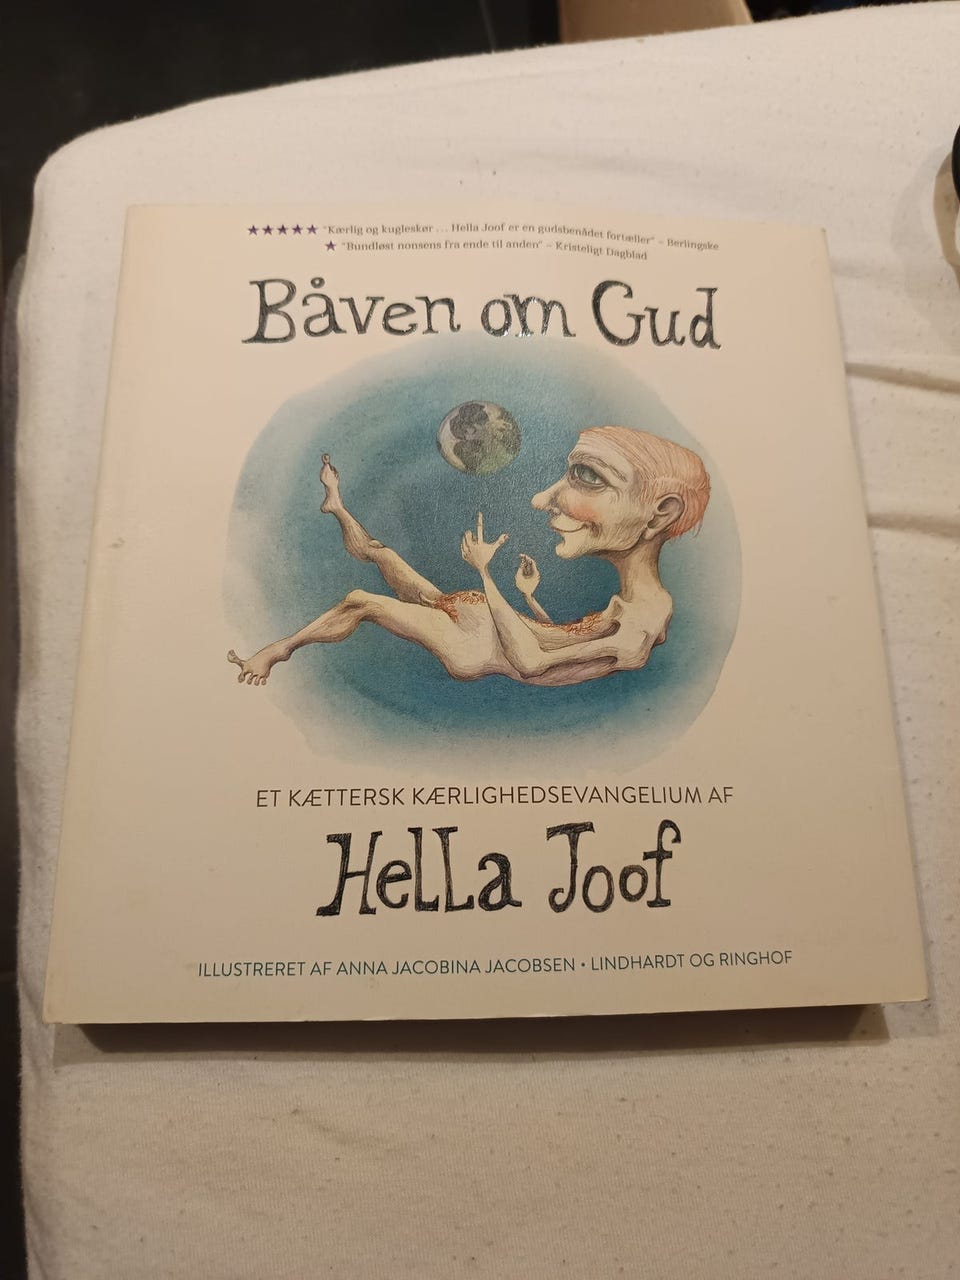 ★★★★★ "Kærlig og kugleskør ... Hella Joof er en gudsbenådet fortæller" – Berlingske
★ "Bundløst nonsens fra ende til anden" – Kristeligt Dagblad
Båven om Gud
ET KÆTTERSK KÆRLIGHEDSEVANGELIUM AF
Hella Joof
ILLUSTRERET AF ANNA JACOBINA JACOBSEN • LINDHARDT OG RINGHOF